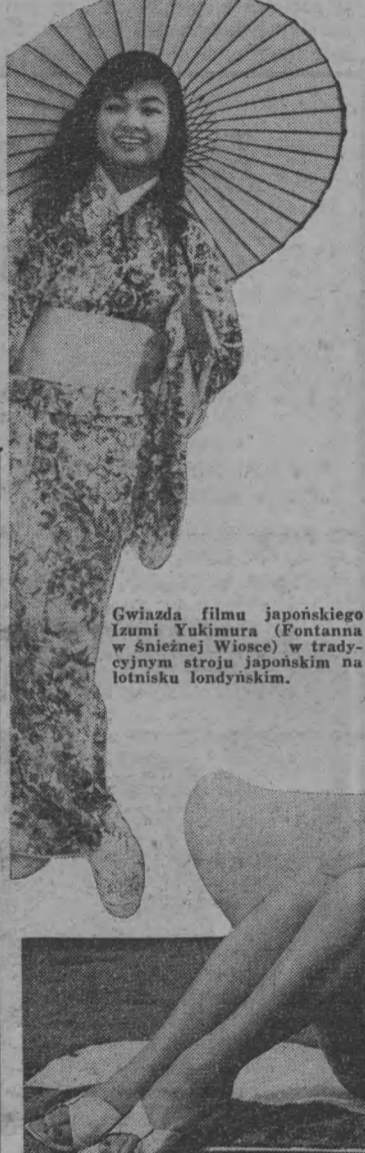 Gwiazda filmu japońskiego
Izumi Yukimura (Fontanna
w Śnieżnej Wiosce) w trady-
cyjnym stroju japońskim na
lotnisku londyńskim.